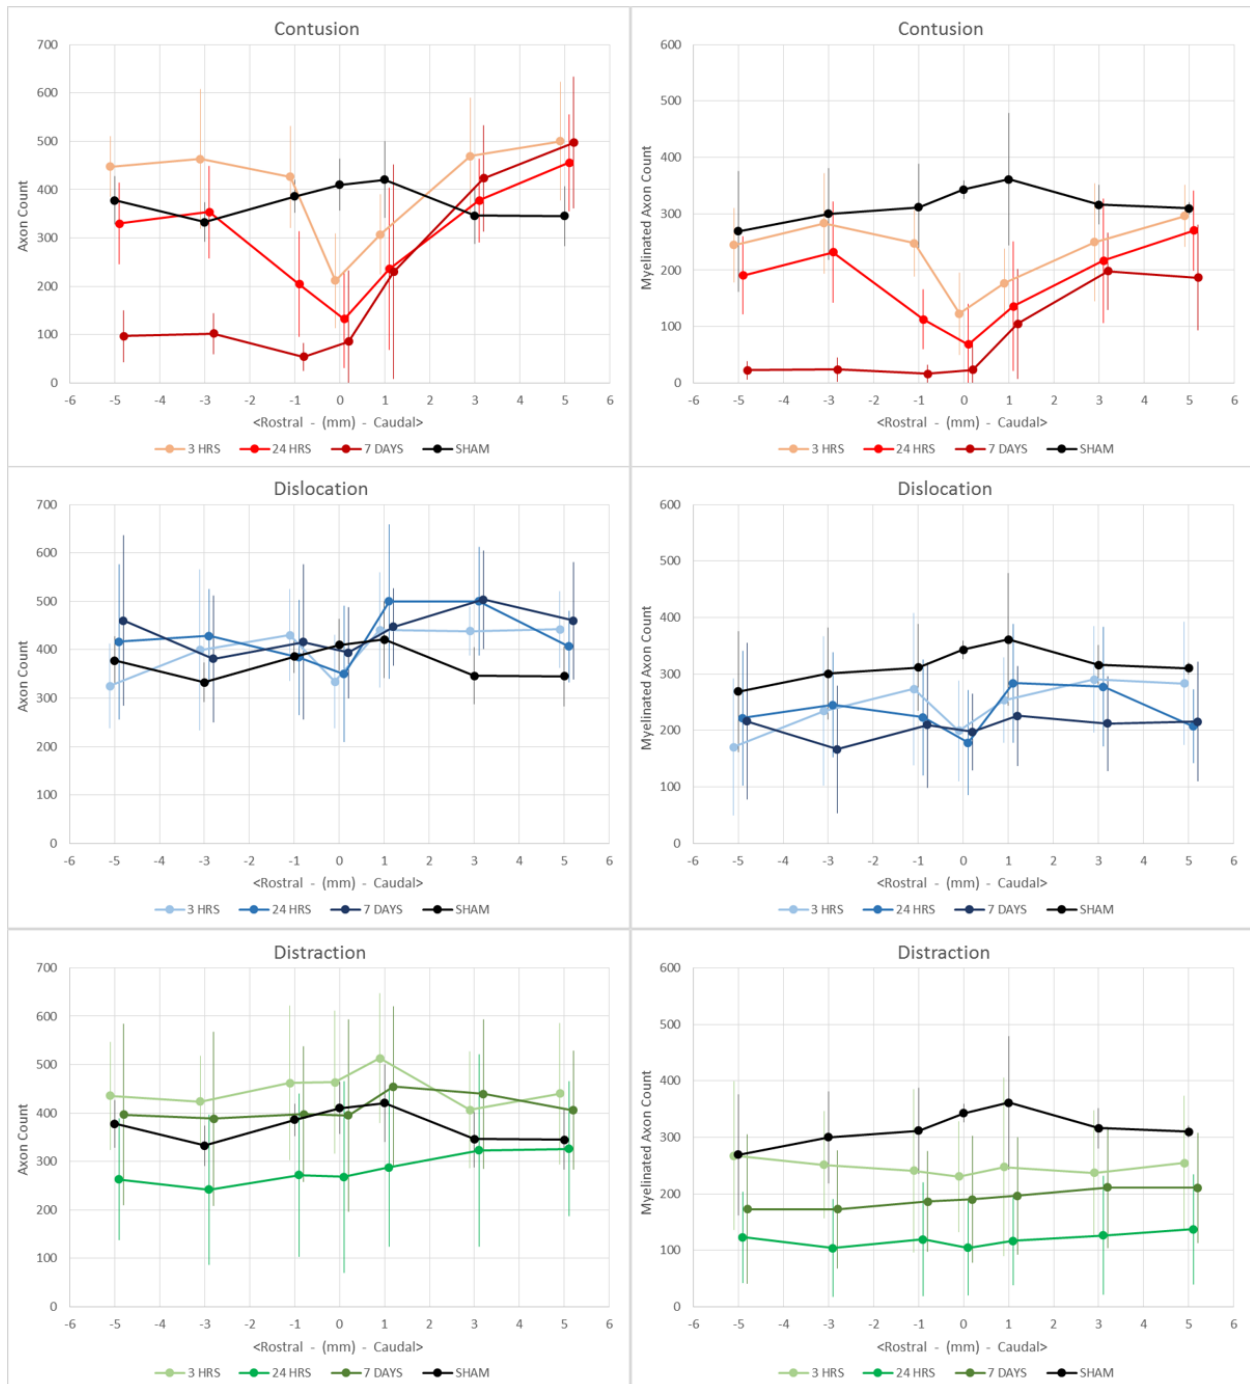 Contusion
700
600
500
400
300
200
100
0
Axon Count
-6 -5 -4 -3 -2 -1 0 1 2 3 4 5 6
<Rostral - (mm) - Caudal>
3 HRS 24 HRS 7 DAYS SHAM
Contusion
600
500
400
300
200
100
0
Myelinated Axon Count
-6 -5 -4 -3 -2 -1 0 1 2 3 4 5 6
<Rostral - (mm) - Caudal>
3 HRS 24 HRS 7 DAYS SHAM
Dislocation
700
600
500
400
300
200
100
0
Axon Count
-6 -5 -4 -3 -2 -1 0 1 2 3 4 5 6
<Rostral - (mm) - Caudal>
3 HRS 24 HRS 7 DAYS SHAM
Dislocation
600
500
400
300
200
100
0
Myelinated Axon Count
-6 -5 -4 -3 -2 -1 0 1 2 3 4 5 6
<Rostral - (mm) - Caudal>
3 HRS 24 HRS 7 DAYS SHAM
Distraction
700
600
500
400
300
200
100
0
Axon Count
-6 -5 -4 -3 -2 -1 0 1 2 3 4 5 6
<Rostral - (mm) - Caudal>
3 HRS 24 HRS 7 DAYS SHAM
Distraction
600
500
400
300
200
100
0
Myelinated Axon Count
-6 -5 -4 -3 -2 -1 0 1 2 3 4 5 6
<Rostral - (mm) - Caudal>
3 HRS 24 HRS 7 DAYS SHAM